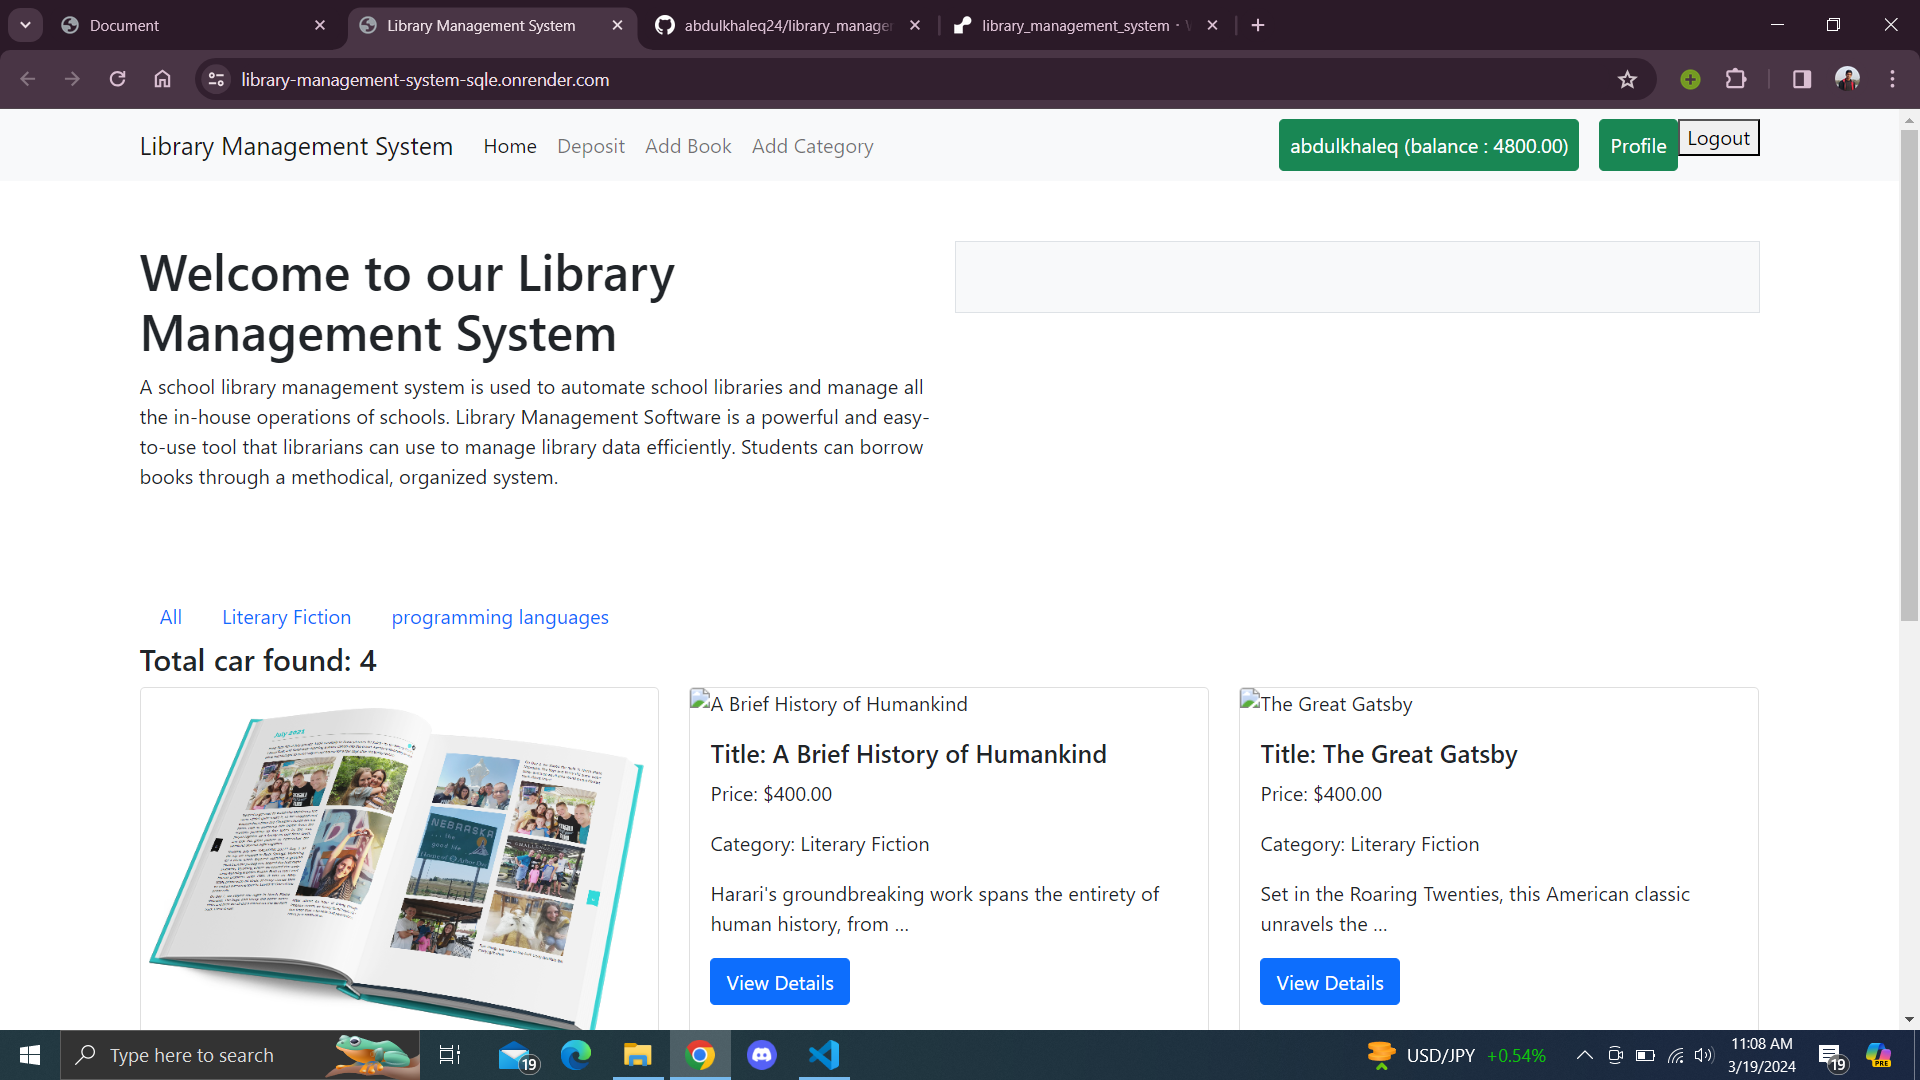 Document
Library Management System
abdulkhaleq24/library_manage
library_management_system ·
library-management-system-sqle.onrender.com
Library Management System
Home
Deposit
Add Book
Add Category
abdulkhaleq (balance : 4800.00)
Profile
Logout
Welcome to our Library
Management System
A school library management system is used to automate school libraries and manage all
the in-house operations of schools. Library Management Software is a powerful and easy-
to-use tool that librarians can use to manage library data efficiently. Students can borrow
books through a methodical, organized system.
All
Literary Fiction
programming languages
Total car found: 4
July 2021
NEBRASKA
A Brief History of Humankind
Title: A Brief History of Humankind
Price: $400.00
Category: Literary Fiction
Harari's groundbreaking work spans the entirety of
human history, from ...
View Details
The Great Gatsby
Title: The Great Gatsby
Price: $400.00
Category: Literary Fiction
Set in the Roaring Twenties, this American classic
unravels the ...
View Details
Type here to search
19
USD/JPY +0.54%
11:08 AM
3/19/2024
19
PRE